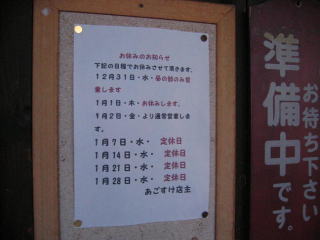 お休みのお知らせ
下記の日程でお休みさせて頂きます。
12月31日・水・昼の部のみ営
業します
1月1日・木・お休みします。
1月2日・金・より通常営業しま
す。
1月7日・水・ 定休日
1月14日・水・ 定休日
1月21日・水・ 定休日
1月28日・水・ 定休日
あごすけ店主
準備中です。
お待ち下さい